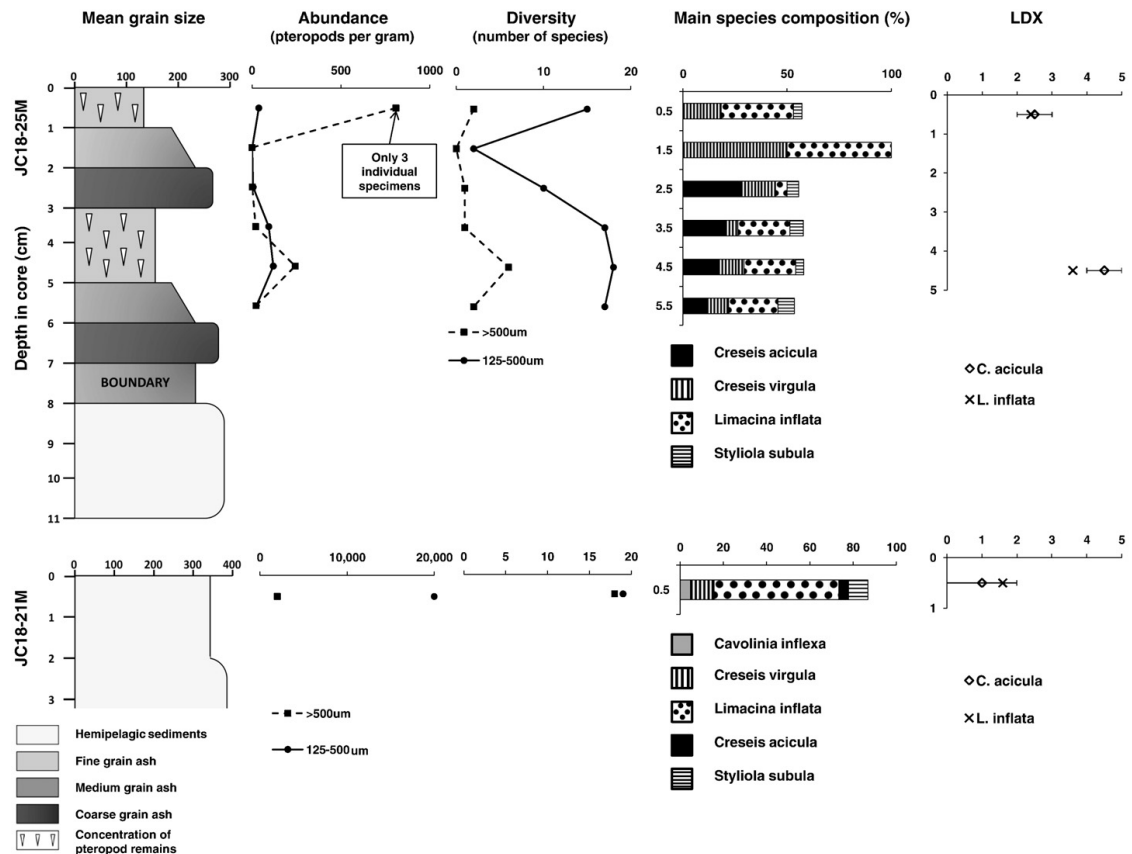 Mean grain size
Abundance
(pteropods per gram)
Diversity
(number of species)
Main species composition (%)
LDX
0 100 200 300
0 500 1000
0 10 20
0 50 100
0 1 2 3 4 5
JC18-25M
Depth in core (cm)
0
1
2
3
4
5
6
7
8
9
10
11
BOUNDARY
Only 3
individual
specimens
>500um
125-500um
0.5
1.5
2.5
3.5
4.5
5.5
Creseis acicula
Creseis virgula
Limacina inflata
Styliola subula
0
1
2
3
4
5
C. acicula
L. inflata
JC18-21M
0 100 200 300 400
0
1
2
3
0 10,000 20,000
0 5 10 15 20
>500um
125-500um
0 20 40 60 80 100
0.5
Cavolinia inflexa
Creseis virgula
Limacina inflata
Creseis acicula
Styliola subula
0 1 2 3 4 5
0
1
C. acicula
L. inflata
Hemipelagic sediments
Fine grain ash
Medium grain ash
Coarse grain ash
Concentration of
pteropod remains